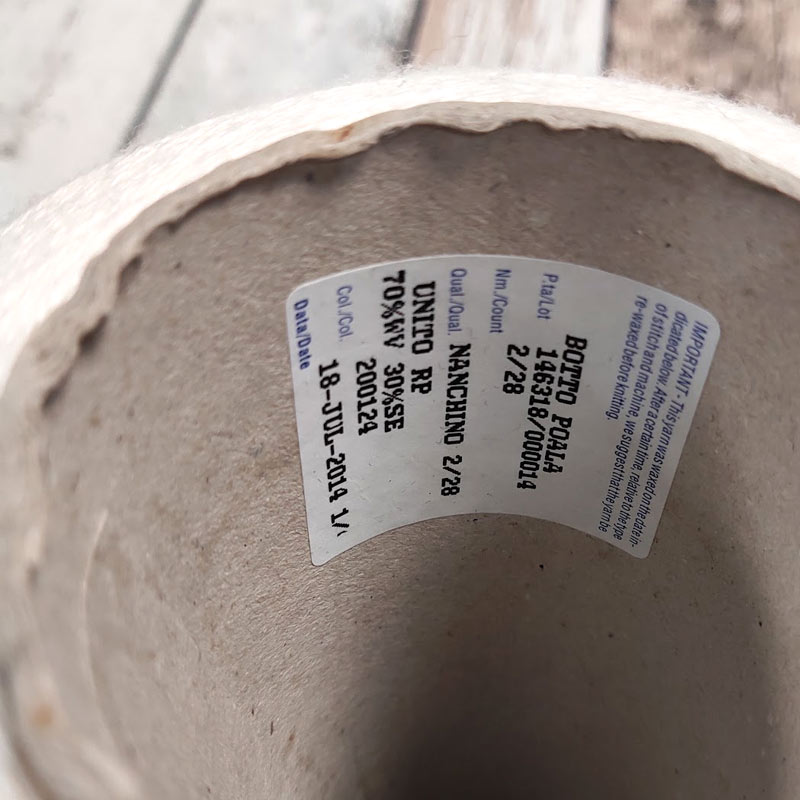 IMPORTANT - This yarn was waxed on the date in-
dicated below. After a certain time, relative to the type
of stitch and machine, we suggest that the yarn be
re-waxed before knitting.
BOTTO POALA
P.ta/Lot 146318/000014
Nm./Count 2/28
Qual./Qual. NANCHINO 2/28
UNITO RP
70%WV 30%SE
Col./Col. 200124
Data/Date 18-JUL-2014 1/